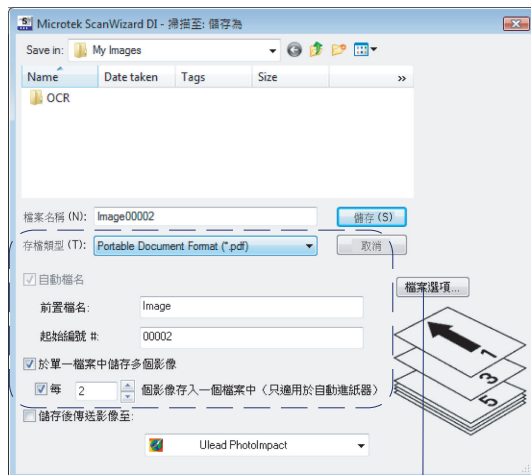 Microtek ScanWizard DI - 掃描至: 儲存為
Save in: My Images
Name Date taken Tags Size »
OCR
檔案名稱 (N): Image00002 儲存 (S)
存檔類型 (T): Portable Document Format (*.pdf) 取消
自動檔名 檔案選項...
前置檔名: Image
起始編號 #: 00002
於單一檔案中儲存多個影像
每 2 個影像存入一個檔案中（只適用於自動進紙器）
儲存後傳送影像至:
Ulead PhotoImpact
1
3
5